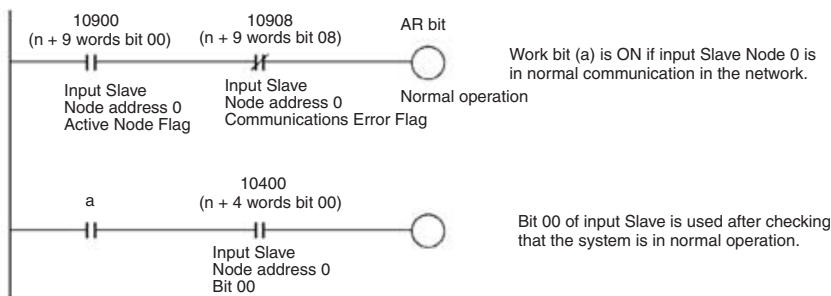 10900
(n + 9 words bit 00)
10908
(n + 9 words bit 08)
AR bit
Input Slave
Node address 0
Active Node Flag
Input Slave
Node address 0
Communications Error Flag
Normal operation
Work bit (a) is ON if input Slave Node 0 is
in normal communication in the network.
a
10400
(n + 4 words bit 00)
Input Slave
Node address 0
Bit 00
Bit 00 of input Slave is used after checking
that the system is in normal operation.